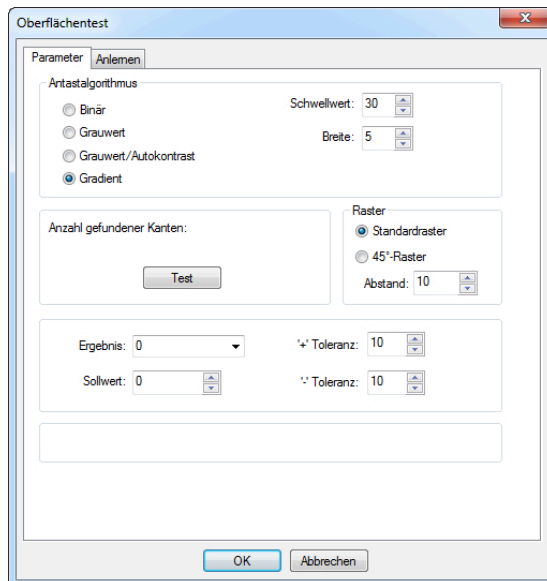 Oberflächentest
Parameter
Anlernen
Antastalgorithmus
Binär
Grauwert
Grauwert/Autokontrast
Gradient
Schwellwert: 30
Breite: 5
Anzahl gefundener Kanten:
Test
Raster
Standardraster
45°-Raster
Abstand: 10
Ergebnis: 0
'+' Toleranz: 10
Sollwert: 0
'-' Toleranz: 10
OK
Abbrechen